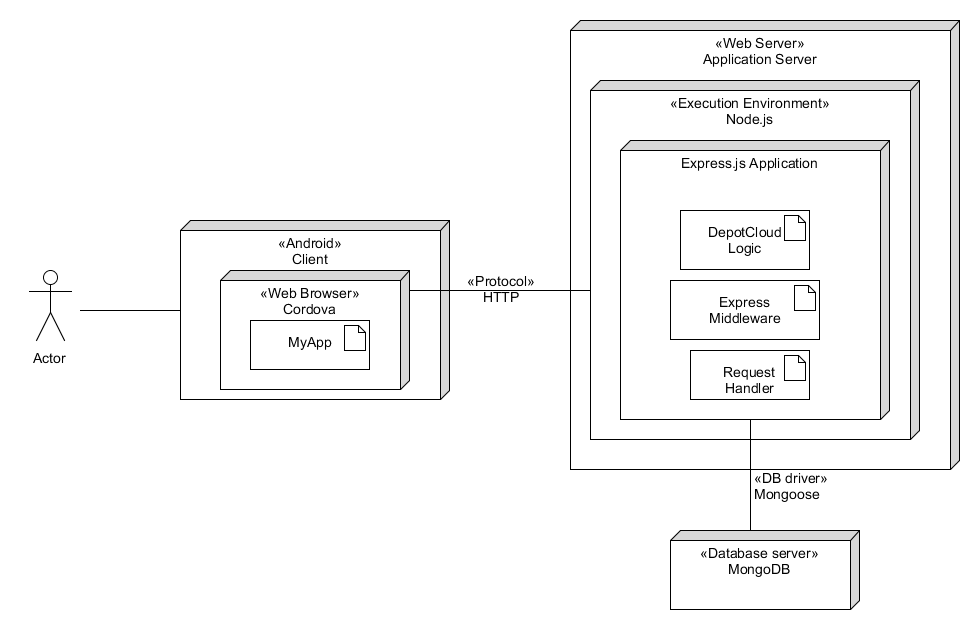 «Web Server»
Application Server
«Execution Environment»
Node.js
Express.js Application
DepotCloud
Logic
Express
Middleware
Request
Handler
«Android»
Client
«Web Browser»
Cordova
MyApp
«Protocol»
HTTP
Actor
«DB driver»
Mongoose
«Database server»
MongoDB